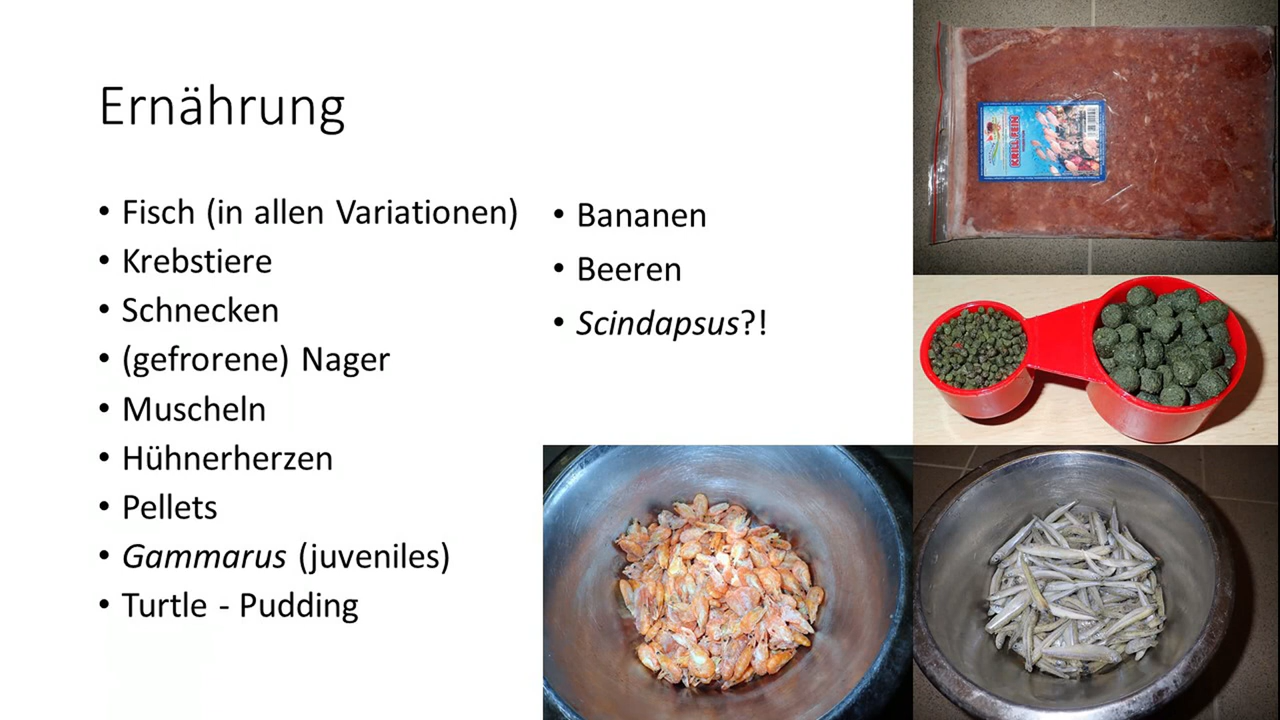 Ernährung
• Fisch (in allen Variationen)
• Krebstiere
• Schnecken
• (gefrorene) Nager
• Muscheln
• Hühnerherzen
• Pellets
• Gammarus (juveniles)
• Turtle - Pudding
• Bananen
• Beeren
• Scindapsus?!
KRILL FEIN